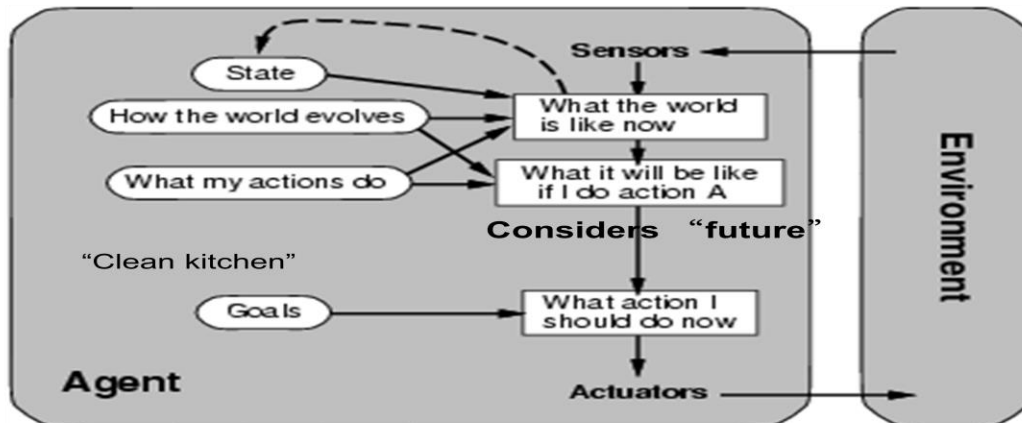 Sensors
State
What the world
is like now
How the world evolves
What it will be like
if I do action A
What my actions do
Considers “future”
“Clean kitchen”
What action I
should do now
Goals
Agent
Actuators
Environment